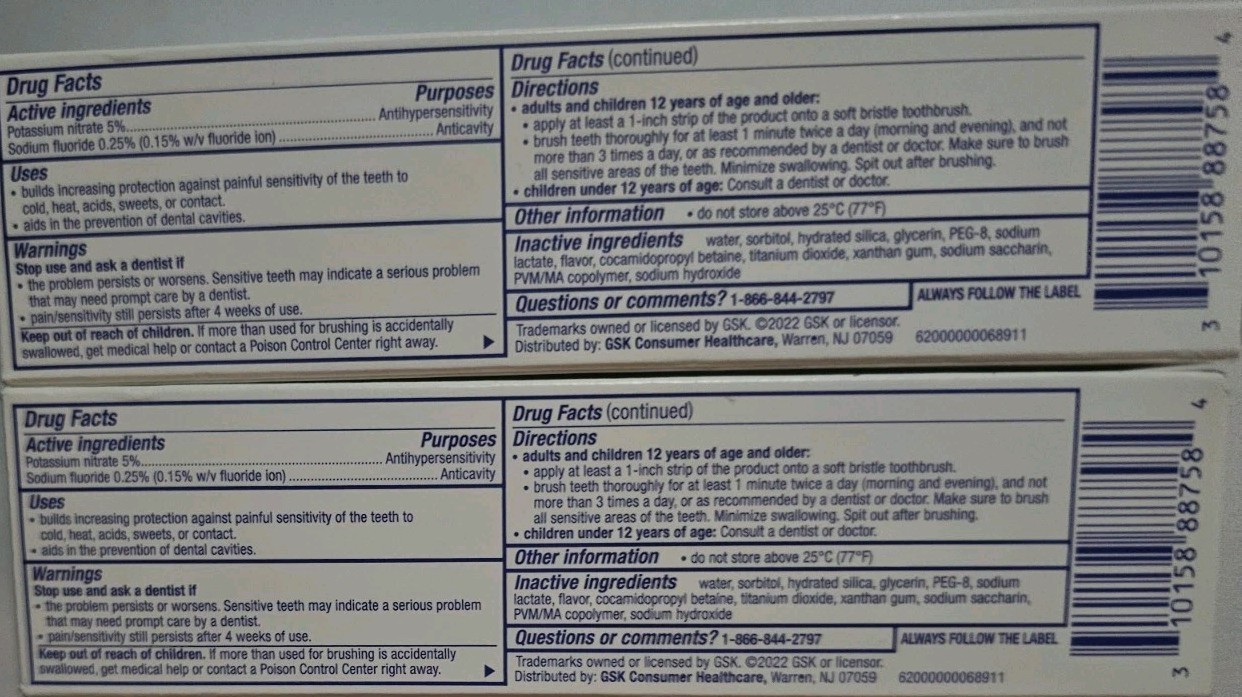 Drug Facts
Active ingredients Purposes
Potassium nitrate 5%.......................................................... Antihypersensitivity
Sodium fluoride 0.25% (0.15% w/v fluoride ion) ................................... Anticavity
Uses
• builds increasing protection against painful sensitivity of the teeth to
cold, heat, acids, sweets, or contact.
• aids in the prevention of dental cavities.
Warnings
Stop use and ask a dentist if
• the problem persists or worsens. Sensitive teeth may indicate a serious problem
that may need prompt care by a dentist.
• pain/sensitivity still persists after 4 weeks of use.
Keep out of reach of children. If more than used for brushing is accidentally
swallowed, get medical help or contact a Poison Control Center right away.
Drug Facts (continued)
Directions
• adults and children 12 years of age and older:
• apply at least a 1-inch strip of the product onto a soft bristle toothbrush.
• brush teeth thoroughly for at least 1 minute twice a day (morning and evening), and not
more than 3 times a day, or as recommended by a dentist or doctor. Make sure to brush
all sensitive areas of the teeth. Minimize swallowing. Spit out after brushing.
• children under 12 years of age: Consult a dentist or doctor.
Other information • do not store above 25°C (77°F)
Inactive ingredients water, sorbitol, hydrated silica, glycerin, PEG-8, sodium
lactate, flavor, cocamidopropyl betaine, titanium dioxide, xanthan gum, sodium saccharin,
PVM/MA copolymer, sodium hydroxide
Questions or comments? 1-866-844-2797
ALWAYS FOLLOW THE LABEL
Trademarks owned or licensed by GSK. ©2022 GSK or licensor.
Distributed by: GSK Consumer Healthcare, Warren, NJ 07059 62000000068911
3 10158 88758 4
Drug Facts
Active ingredients Purposes
Potassium nitrate 5%.......................................................... Antihypersensitivity
Sodium fluoride 0.25% (0.15% w/v fluoride ion) ................................... Anticavity
Uses
• builds increasing protection against painful sensitivity of the teeth to
cold, heat, acids, sweets, or contact.
• aids in the prevention of dental cavities.
Warnings
Stop use and ask a dentist if
• the problem persists or worsens. Sensitive teeth may indicate a serious problem
that may need prompt care by a dentist.
• pain/sensitivity still persists after 4 weeks of use.
Keep out of reach of children. If more than used for brushing is accidentally
swallowed, get medical help or contact a Poison Control Center right away.
Drug Facts (continued)
Directions
• adults and children 12 years of age and older:
• apply at least a 1-inch strip of the product onto a soft bristle toothbrush.
• brush teeth thoroughly for at least 1 minute twice a day (morning and evening), and not
more than 3 times a day, or as recommended by a dentist or doctor. Make sure to brush
all sensitive areas of the teeth. Minimize swallowing. Spit out after brushing.
• children under 12 years of age: Consult a dentist or doctor.
Other information • do not store above 25°C (77°F)
Inactive ingredients water, sorbitol, hydrated silica, glycerin, PEG-8, sodium
lactate, flavor, cocamidopropyl betaine, titanium dioxide, xanthan gum, sodium saccharin,
PVM/MA copolymer, sodium hydroxide
Questions or comments? 1-866-844-2797
ALWAYS FOLLOW THE LABEL
Trademarks owned or licensed by GSK. ©2022 GSK or licensor.
Distributed by: GSK Consumer Healthcare, Warren, NJ 07059 62000000068911
3 10158 88758 4